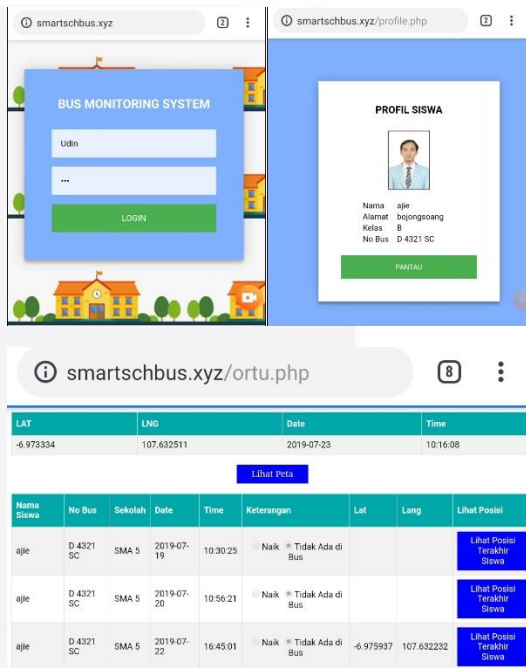 smartschbus.xyz
2
BUS MONITORING SYSTEM
Udin
...
LOGIN
smartschbus.xyz/profile.php
2
PROFIL SISWA
Nama ajie
Alamat bojongsoang
Kelas B
No Bus D 4321 SC
PANTAU
smartschbus.xyz/ortu.php
8
LAT LNG Date Time
-6.973334 107.632511 2019-07-23 10:16:08
Lihat Peta
Nama Siswa No Bus Sekolah Date Time Keterangan Lat Lang Lihat Posisi
ajie D 4321 SC SMA 5 2019-07-19 10:30:25 Naik Tidak Ada di Bus Lihat Posisi Terakhir Siswa
ajie D 4321 SC SMA 5 2019-07-20 10:56:21 Naik Tidak Ada di Bus Lihat Posisi Terakhir Siswa
ajie D 4321 SC SMA 5 2019-07-22 16:45:01 Naik Tidak Ada di Bus -6.975937 107.632232 Lihat Posisi Terakhir Siswa